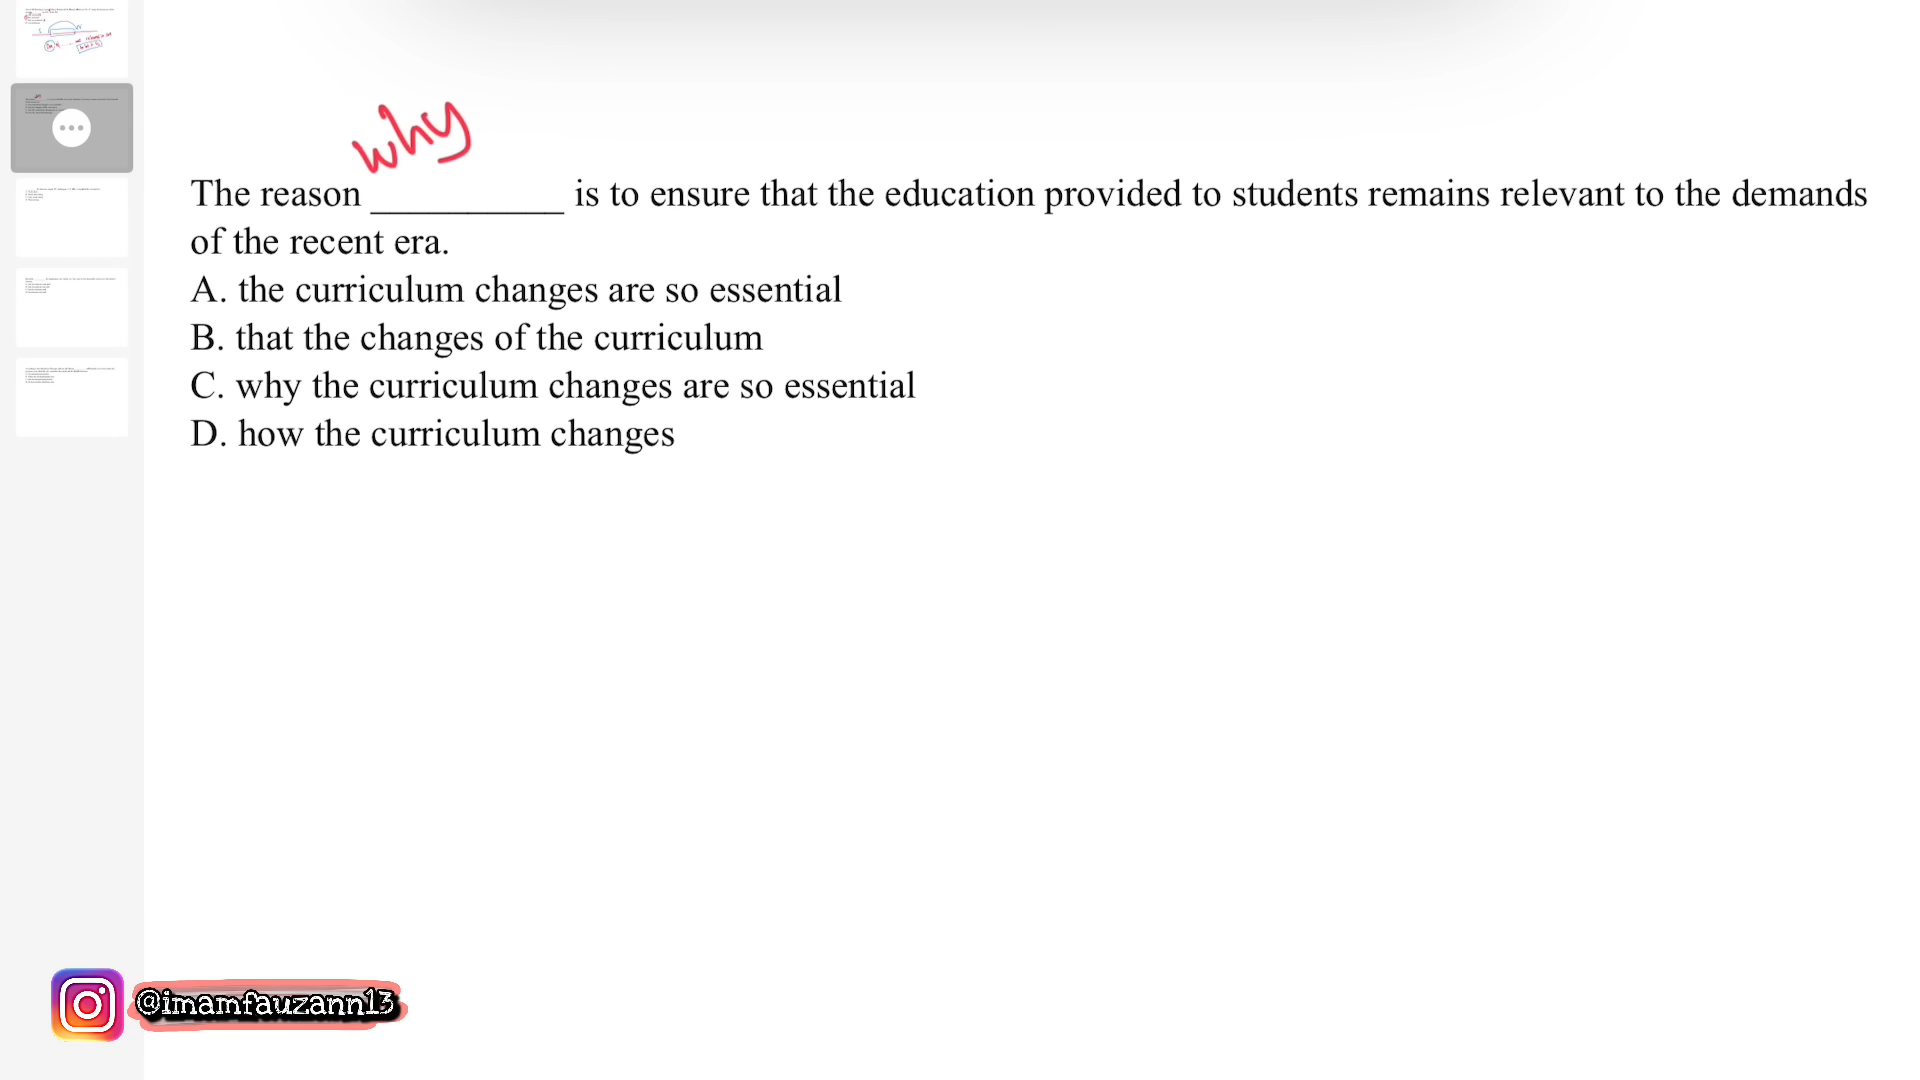 why
The reason __________ is to ensure that the education provided to students remains relevant to the demands
of the recent era.
A. the curriculum changes are so essential
B. that the changes of the curriculum
C. why the curriculum changes are so essential
D. how the curriculum changes
@imamfauzann13